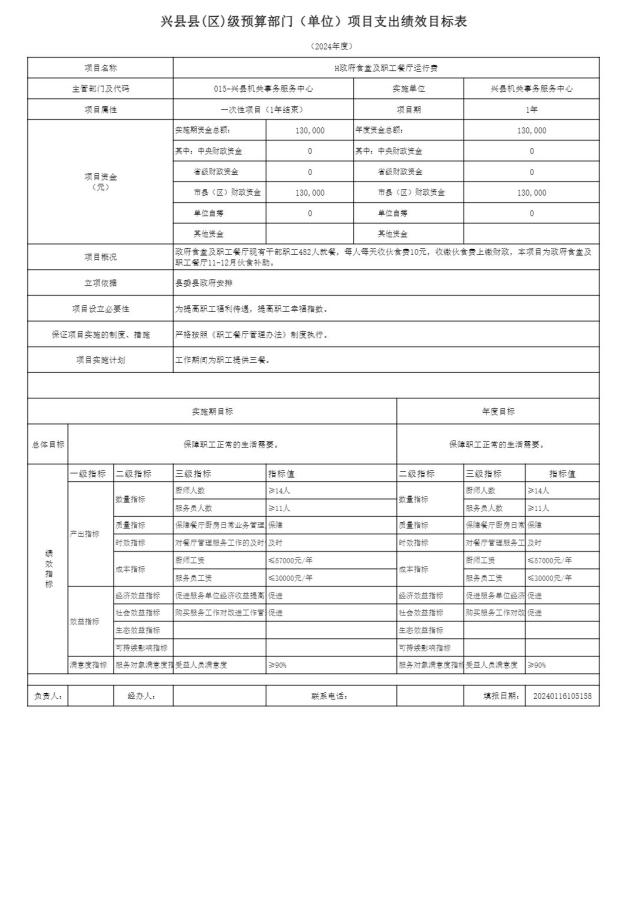 兴县县(区)级预算部门（单位）项目支出绩效目标表
（2024年度）
项目名称 H政府食堂及职工餐厅运行费
主管部门及代码 015-兴县机关事务服务中心 实施单位 兴县机关事务服务中心
项目属性 一次性项目（1年结束） 项目期 1年
项目资金（元） 实施期资金总额： 130,000 年度资金总额： 130,000
其中：中央财政资金 0 其中：中央财政资金 0
省级财政资金 0 省级财政资金 0
市县（区）财政资金 130,000 市县（区）财政资金 130,000
单位自筹 0 单位自筹 0
其他资金 其他资金
项目概况 政府食堂及职工餐厅现有干部职工482人就餐，每人每天收伙食费10元，收缴伙食费上缴财政，本项目为政府食堂及
职工餐厅11-12月伙食补助。
立项依据 县委县政府安排
项目设立必要性 为提高职工福利待遇，提高职工幸福指数。
保证项目实施的制度、措施 严格按照《职工餐厅管理办法》制度执行。
项目实施计划 工作期间为职工提供三餐。
实施期目标 年度目标
总体目标 保障职工正常的生活需要。 保障职工正常的生活需要。
绩效指标 一级指标 二级指标 三级指标 指标值 二级指标 三级指标 指标值
产出指标 数量指标 厨师人数 ≥14人 数量指标 厨师人数 ≥14人
服务员人数 ≥11人 服务员人数 ≥11人
质量指标 保障餐厅厨房日常业务管理 保障 质量指标 保障餐厅厨房日常 保障
时效指标 对餐厅管理服务工作的及时 及时 时效指标 对餐厅管理服务工 及时
成本指标 厨师工资 ≤57000元/年 成本指标 厨师工资 ≤57000元/年
服务员工资 ≤30000元/年 服务员工资 ≤30000元/年
效益指标 经济效益指标 促进服务单位经济收益提高 促进 经济效益指标 促进服务单位经 促进
社会效益指标 购买服务工作对改进工作管 促进 社会效益指标 购买服务工作对改 促进
生态效益指标 生态效益指标
可持续影响指标 可持续影响指标
满意度指标 服务对象满意度指 受益人员满意度 ≥90% 服务对象满意度指标 受益人员满意度 ≥90%
负责人： 经办人： 联系电话： 填报日期： 20240116105158